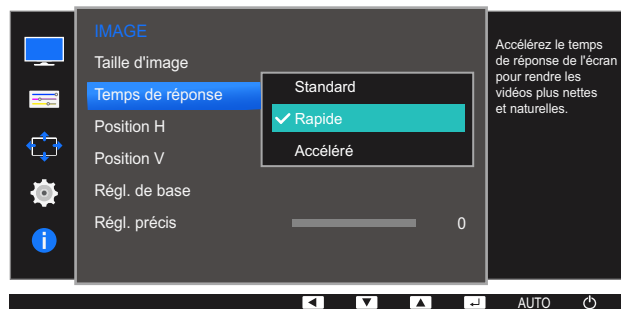 IMAGE
Taille d'image
Temps de réponse
Position H
Position V
Régl. de base
Régl. précis
0
Standard
Rapide
Accéléré
Accélérez le temps
de réponse de l'écran
pour rendre les
vidéos plus nettes
et naturelles.
AUTO